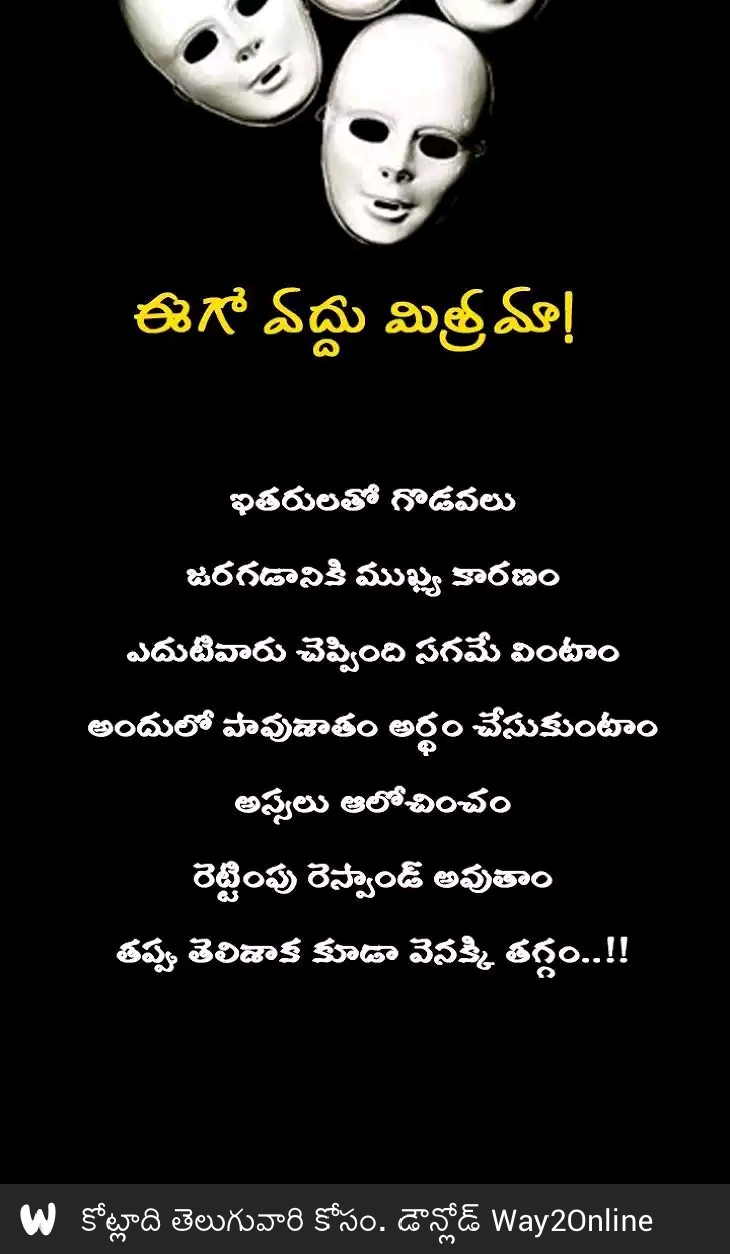 ఈగో వద్దు మిత్రమా!
ఇతరులతో గొడవలు
జరగడానికి ముఖ్య కారణం
ఎదుటివారు చెప్పింది సగమే వింటాం
అందులో పావుశాతం అర్థం చేసుకుంటాం
అస్సలు ఆలోచించం
రెట్టింపు రెస్పాండ్ అవుతాం
తప్పు తెలిశాక కూడా వెనక్కి తగ్గం..!!
W కోట్లాది తెలుగువారి కోసం. డౌన్లోడ్ Way2Online